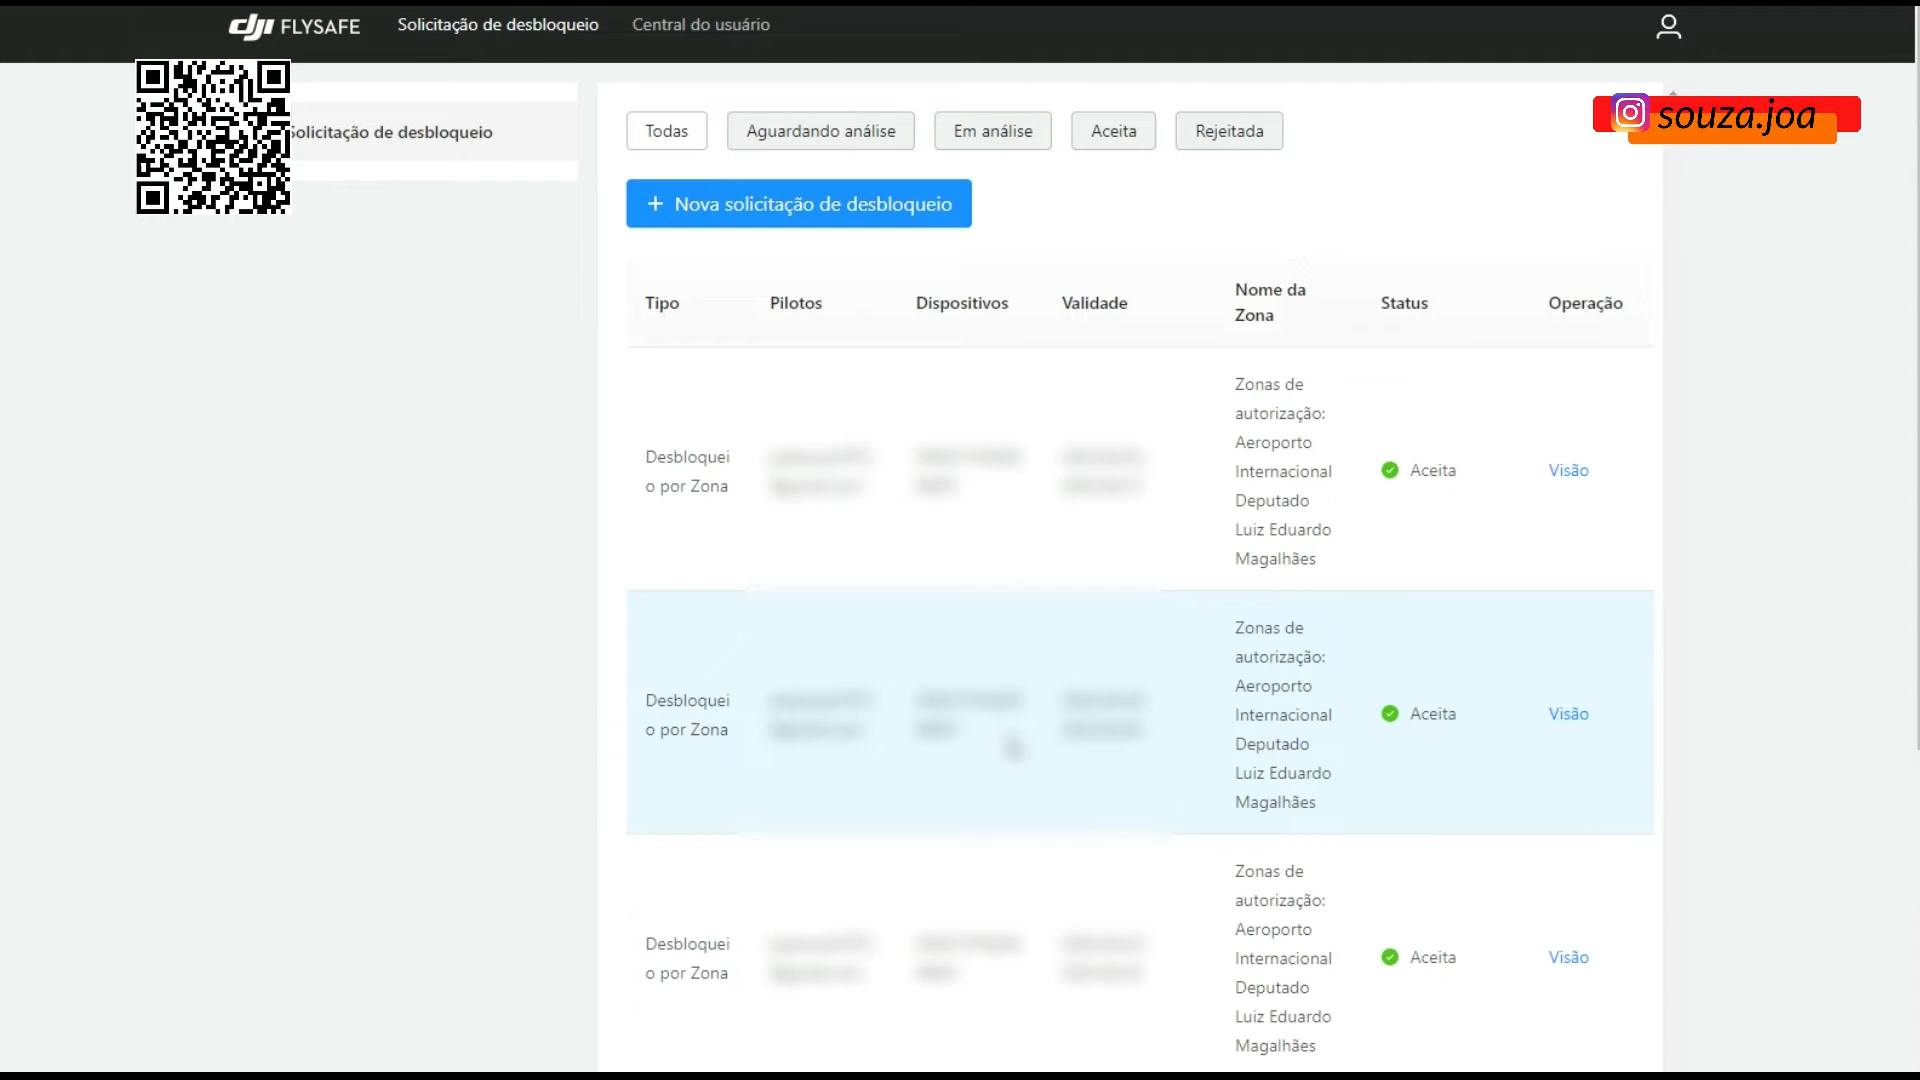 dji FLYSAFE Solicitação de desbloqueio Central do usuário
Solicitação de desbloqueio
souza.joa
Todas Aguardando análise Em análise Aceita Rejeitada
+ Nova solicitação de desbloqueio
Tipo Pilotos Dispositivos Validade Nome da Zona Status Operação
Desbloquei
o por Zona
Zonas de
autorização:
Aeroporto
Internacional
Deputado
Luiz Eduardo
Magalhães
Aceita
Visão
Desbloquei
o por Zona
Zonas de
autorização:
Aeroporto
Internacional
Deputado
Luiz Eduardo
Magalhães
Aceita
Visão
Desbloquei
o por Zona
Zonas de
autorização:
Aeroporto
Internacional
Deputado
Luiz Eduardo
Magalhães
Aceita
Visão